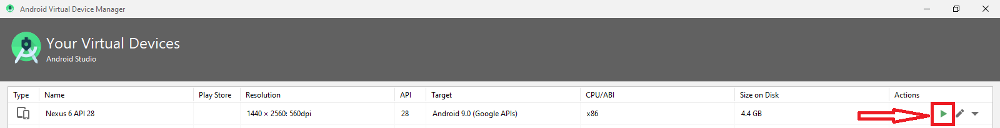 Android Virtual Device Manager
Your Virtual Devices
Android Studio
Type Name Play Store Resolution API Target CPU/ABI Size on Disk Actions
Nexus 6 API 28 1440 × 2560: 560dpi 28 Android 9.0 (Google APIs) x86 4.4 GB